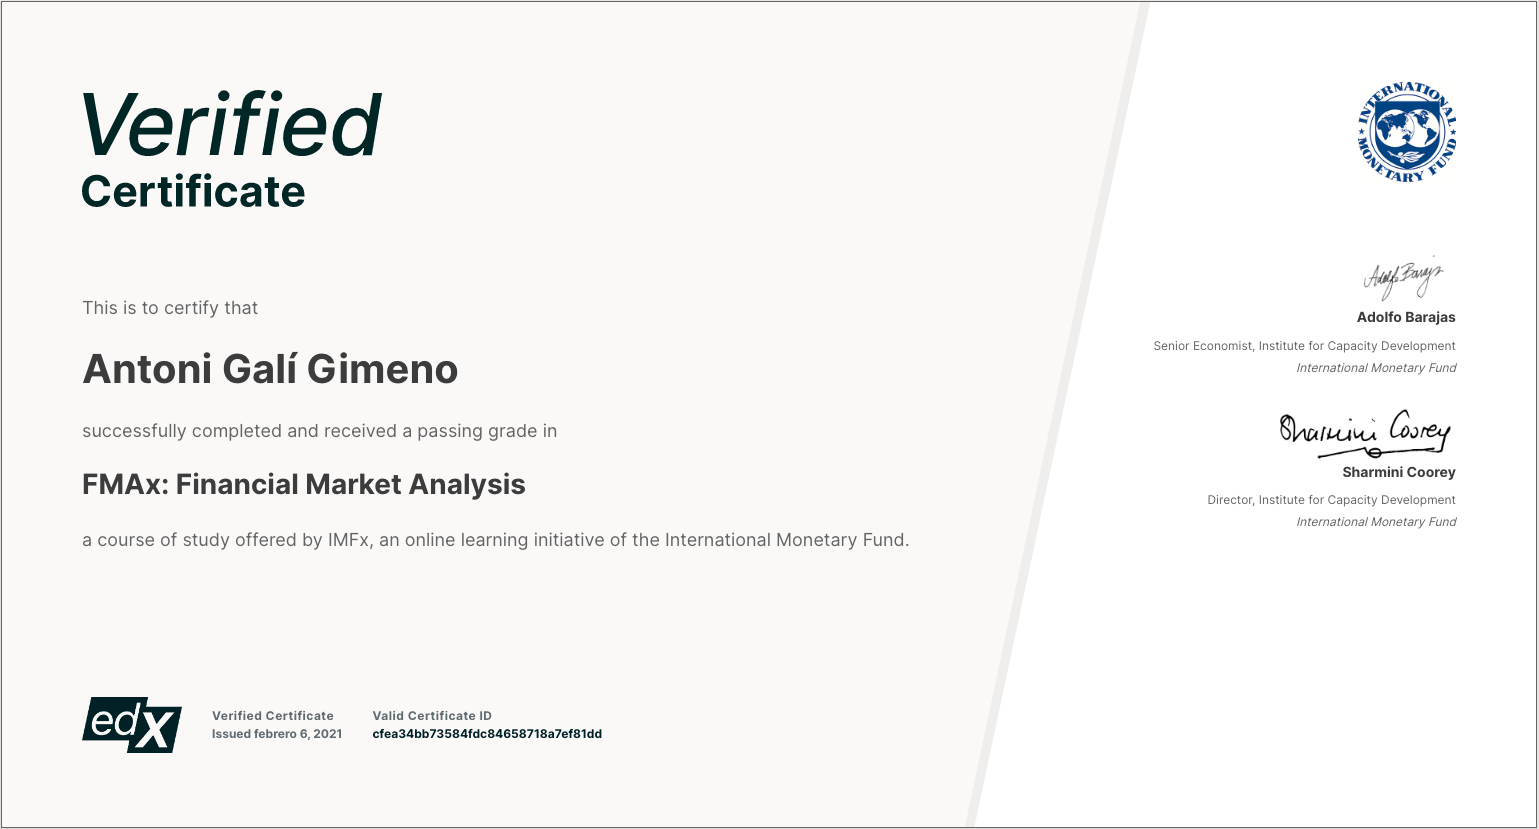 Verified
Certificate
This is to certify that
Antoni Galí Gimeno
successfully completed and received a passing grade in
FMAx: Financial Market Analysis
a course of study offered by IMFx, an online learning initiative of the International Monetary Fund.
edX
Verified Certificate
Issued febrero 6, 2021
Valid Certificate ID
cfea34bb73584fdc84658718a7ef81dd
INTERNATIONAL
MONETARY FUND
Adolfo Barajas
Adolfo Barajas
Senior Economist, Institute for Capacity Development
International Monetary Fund
Sharmini Coorey
Sharmini Coorey
Director, Institute for Capacity Development
International Monetary Fund